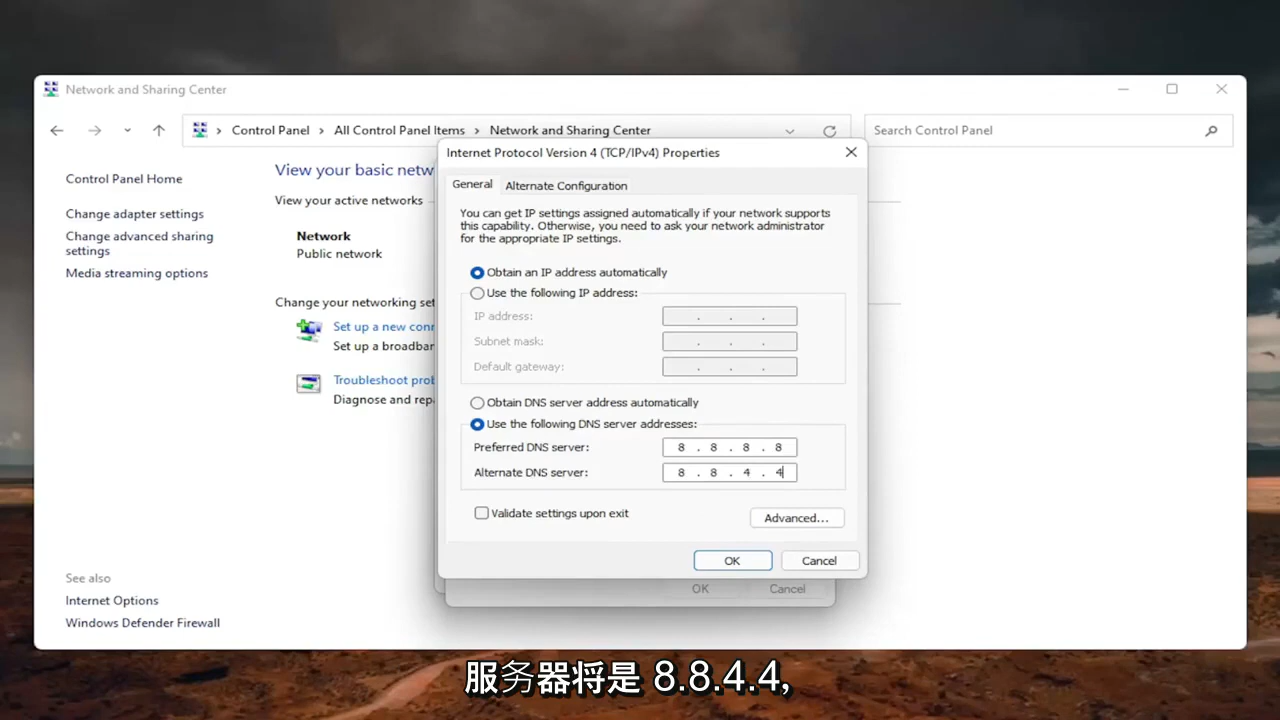 Network and Sharing Center
Control Panel > All Control Panel Items > Network and Sharing Center
Search Control Panel
Control Panel Home
Change adapter settings
Change advanced sharing
settings
Media streaming options
See also
Internet Options
Windows Defender Firewall
View your basic netw
View your active networks
Network
Public network
Change your networking set
Set up a new conn
Set up a broadbar
Troubleshoot prob
Diagnose and repa
Internet Protocol Version 4 (TCP/IPv4) Properties
General
Alternate Configuration
You can get IP settings assigned automatically if your network supports
this capability. Otherwise, you need to ask your network administrator
for the appropriate IP settings.
Obtain an IP address automatically
Use the following IP address:
IP address: . . .
Subnet mask: . . .
Default gateway: . . .
Obtain DNS server address automatically
Use the following DNS server addresses:
Preferred DNS server: 8 . 8 . 8 . 8
Alternate DNS server: 8 . 8 . 4 . 4
Validate settings upon exit
Advanced...
OK Cancel
OK Cancel
服务器将是 8.8.4.4,